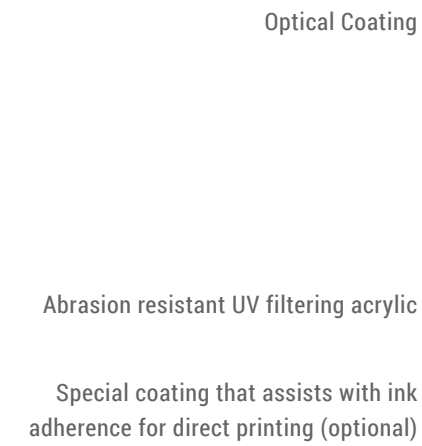 Optical Coating
Abrasion resistant UV filtering acrylic
Special coating that assists with ink
adherence for direct printing (optional)